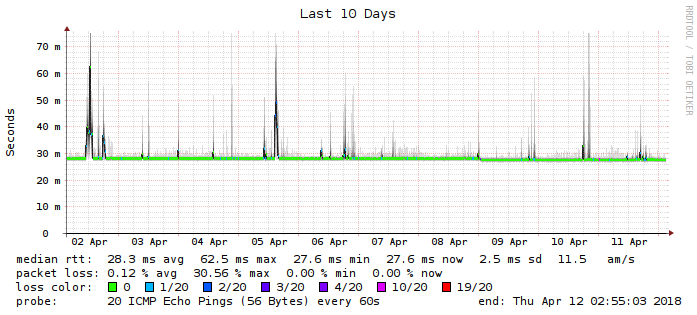 Last 10 Days
RRDTOOL / TOBI OETIKER
Seconds
70 m
60 m
50 m
40 m
30 m
20 m
10 m
0
02 Apr 03 Apr 04 Apr 05 Apr 06 Apr 07 Apr 08 Apr 09 Apr 10 Apr 11 Apr
median rtt: 28.3 ms avg 62.5 ms max 27.6 ms min 27.6 ms now 2.5 ms sd 11.5 am/s
packet loss: 0.12 % avg 30.56 % max 0.00 % min 0.00 % now
loss color: 0 1/20 2/20 3/20 4/20 10/20 19/20
probe: 20 ICMP Echo Pings (56 Bytes) every 60s end: Thu Apr 12 02:55:03 2018